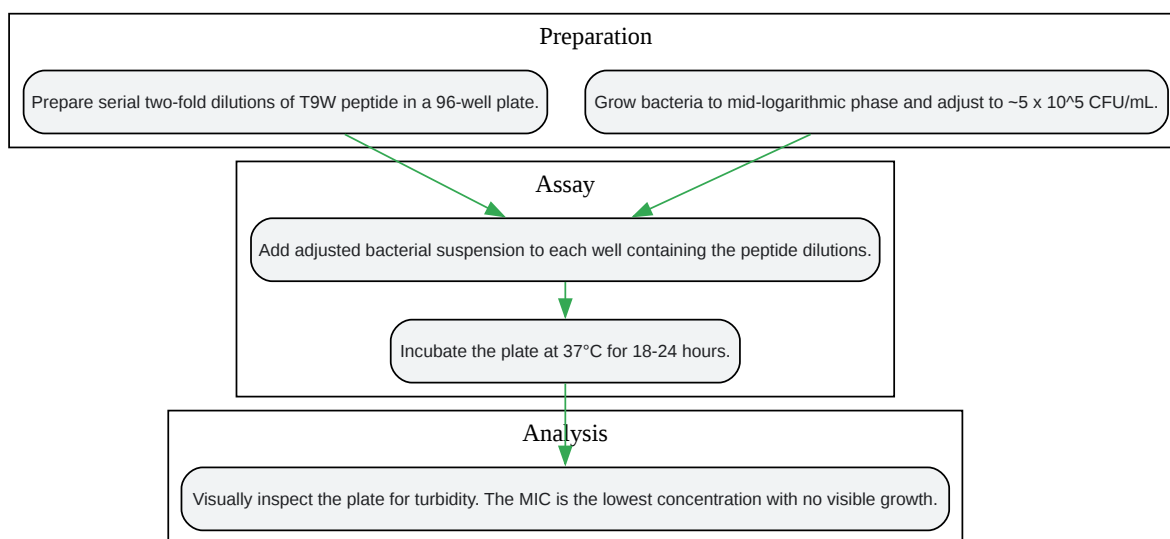 Preparation
Prepare serial two-fold dilutions of T9W peptide in a 96-well plate.
Grow bacteria to mid-logarithmic phase and adjust to ~5 x 10^5 CFU/mL.
Assay
Add adjusted bacterial suspension to each well containing the peptide dilutions.
Incubate the plate at 37°C for 18-24 hours.
Analysis
Visually inspect the plate for turbidity. The MIC is the lowest concentration with no visible growth.